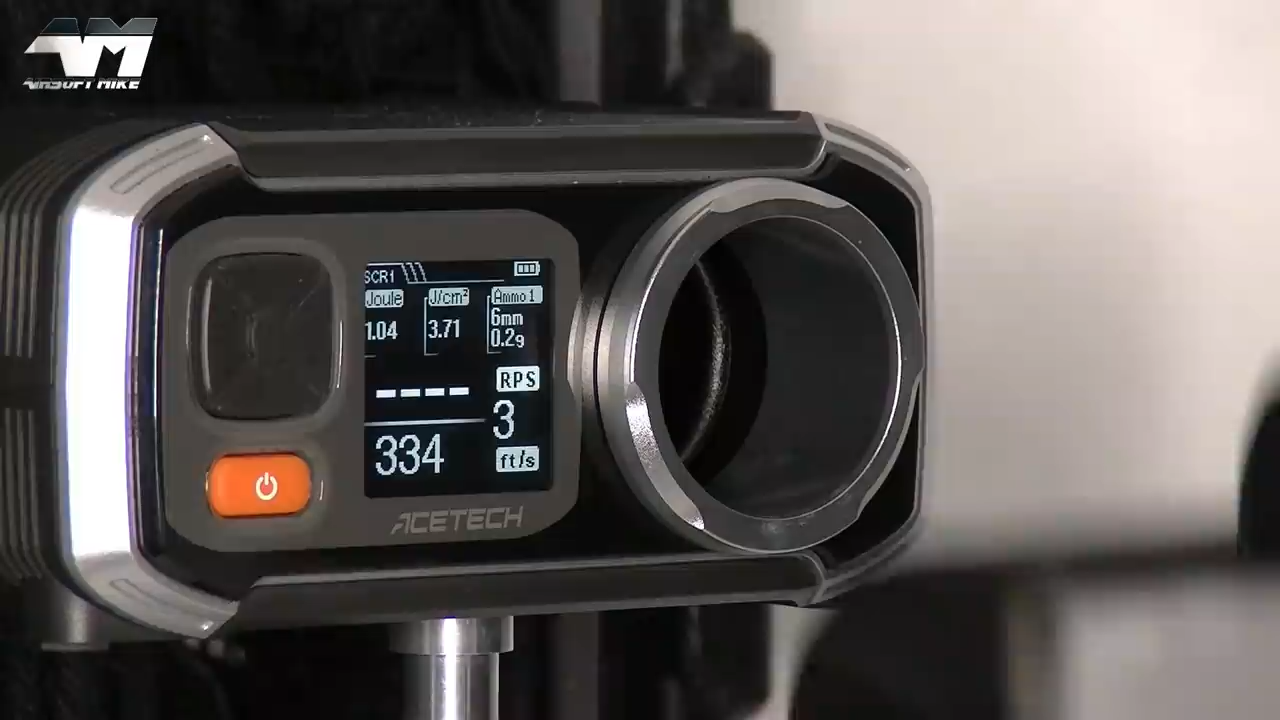 AM
AIRSOFT MIKE
SCR1
Joule J/cm² Ammo 1
1.04 3.71 6mm
0.2g
---- RPS
3
334 ft/s
ACETECH